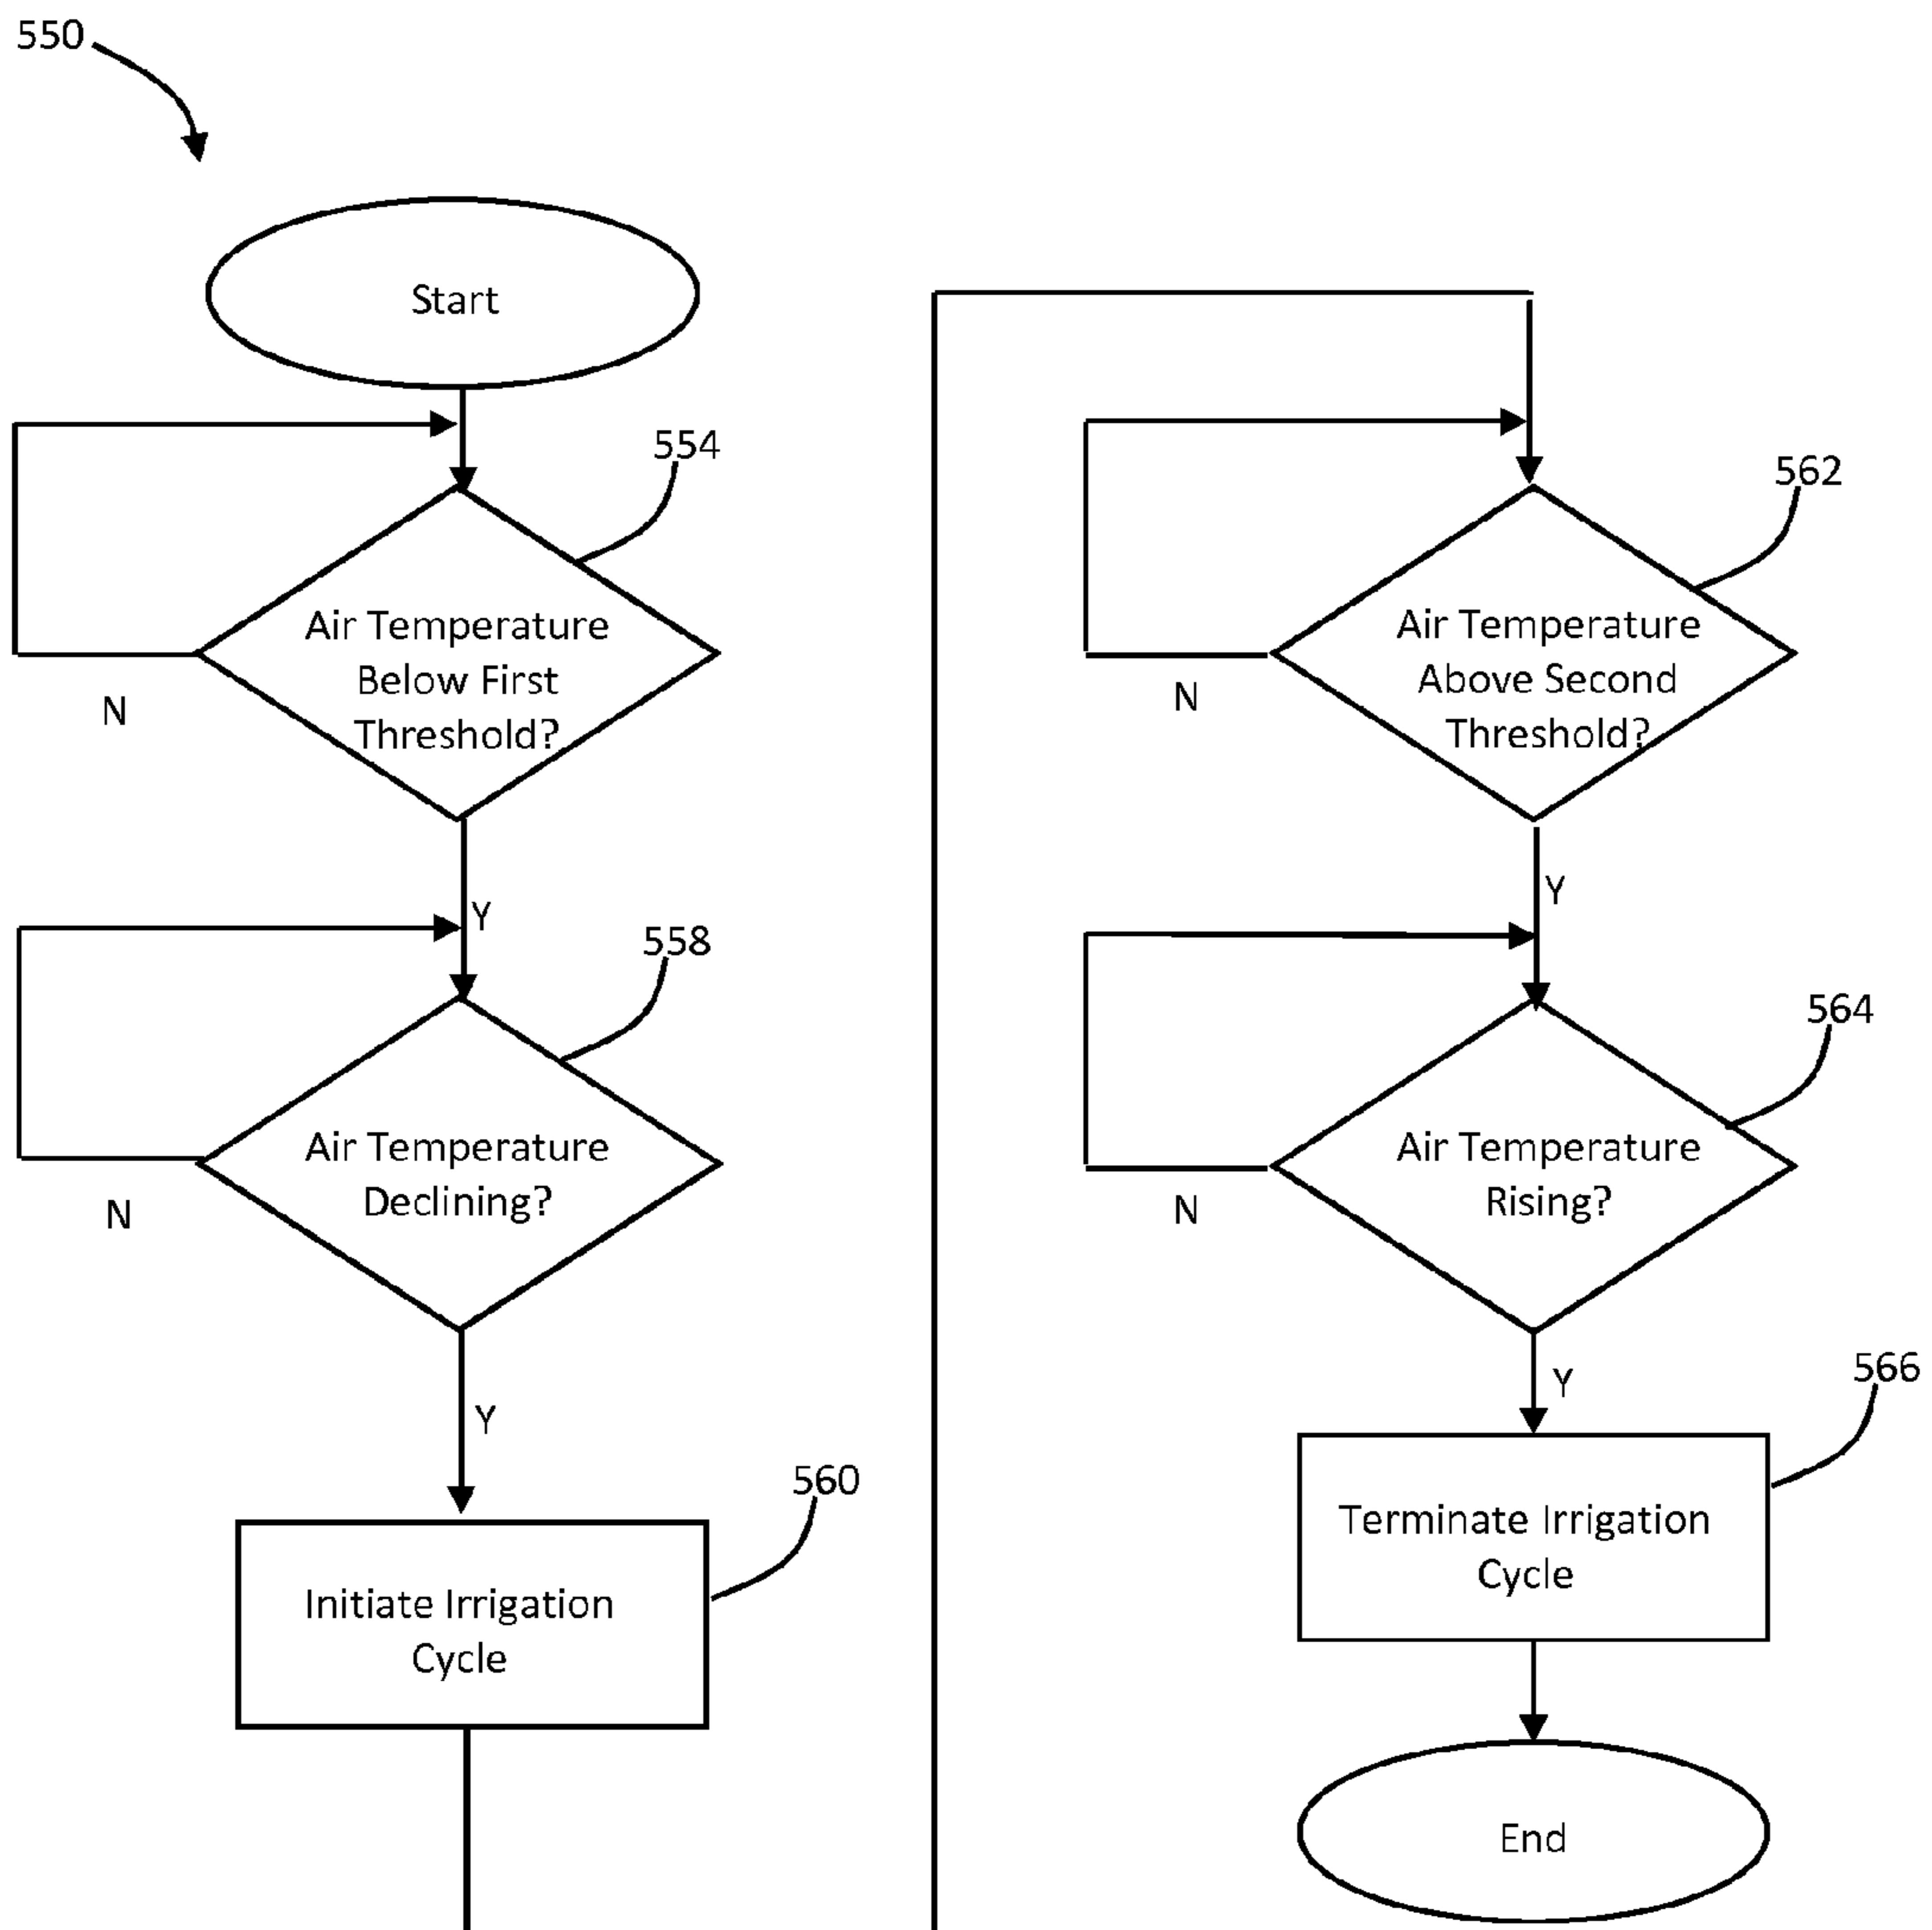 550
Start
554
Air Temperature
Below First
Threshold?
N
Y
558
Air Temperature
Declining?
N
Y
560
Initiate Irrigation
Cycle
562
Air Temperature
Above Second
Threshold?
N
Y
564
Air Temperature
Rising?
N
Y
566
Terminate Irrigation
Cycle
End